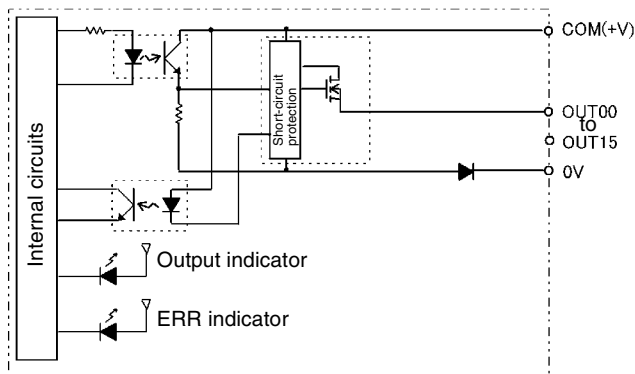 COM(+V)
Short-circuit
protection
OUT00
to
OUT15
0V
Internal circuits
Output indicator
ERR indicator